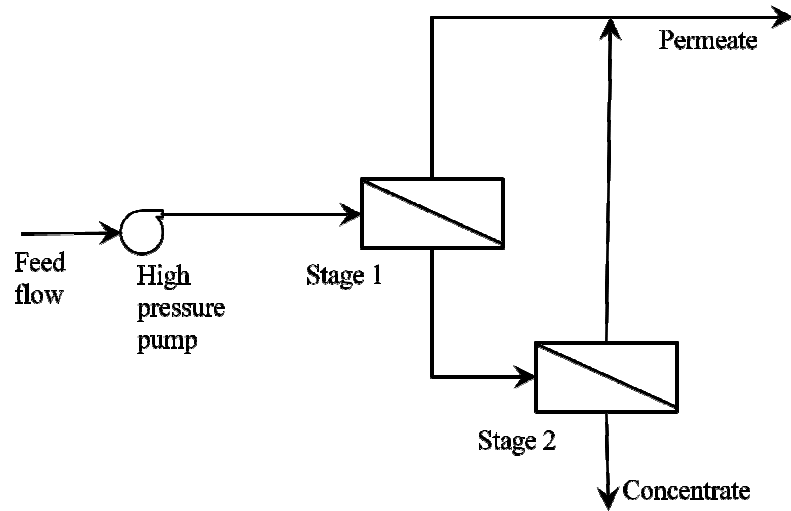 Permeate
Feed
flow
High
pressure
pump
Stage 1
Stage 2
Concentrate